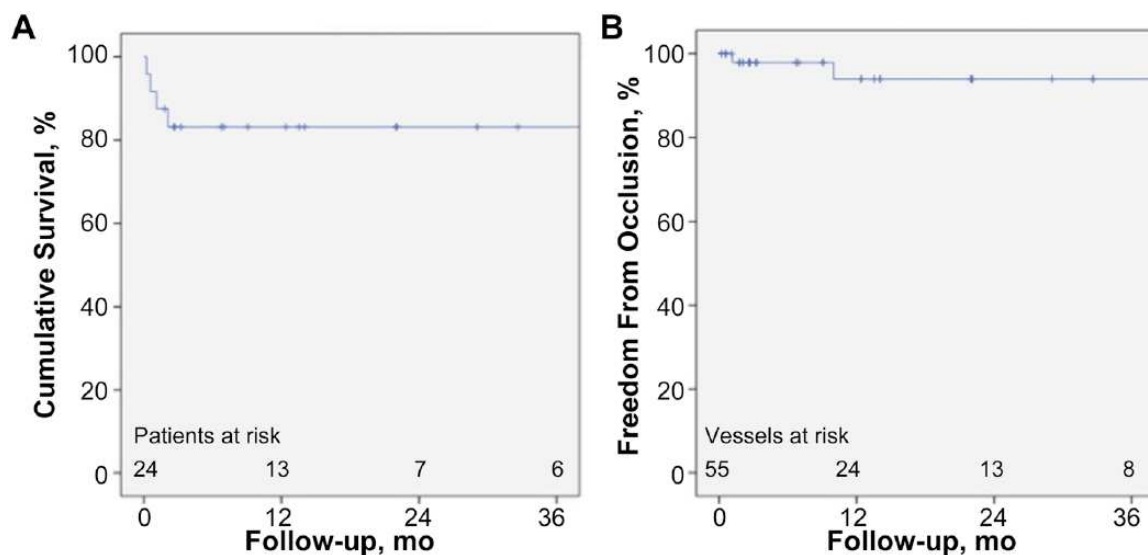 A
Cumulative Survival, %
100
80
60
40
20
0
Patients at risk
24 13 7 6
0 12 24 36
Follow-up, mo
B
Freedom From Occlusion, %
100
80
60
40
20
0
Vessels at risk
55 24 13 8
0 12 24 36
Follow-up, mo